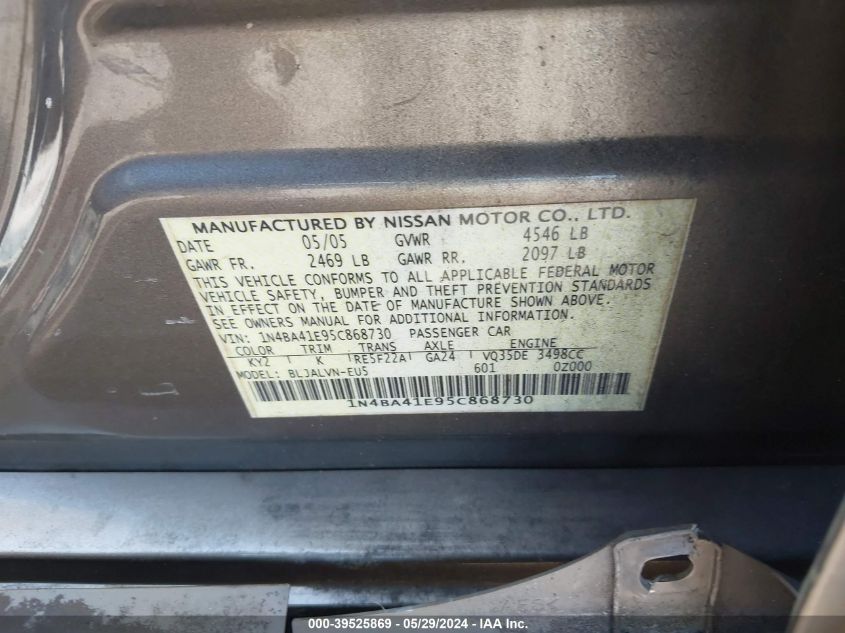 MANUFACTURED BY NISSAN MOTOR CO., LTD.
DATE 05/05 GVWR 4546 LB
GAWR FR. 2469 LB GAWR RR. 2097 LB
THIS VEHICLE CONFORMS TO ALL APPLICABLE FEDERAL MOTOR
VEHICLE SAFETY, BUMPER AND THEFT PREVENTION STANDARDS
IN EFFECT ON THE DATE OF MANUFACTURE SHOWN ABOVE.
SEE OWNERS MANUAL FOR ADDITIONAL INFORMATION.
VIN: 1N4BA41E95C868730 PASSENGER CAR
COLOR TRIM TRANS AXLE ENGINE
KY2 K RE5F22A GA24 VQ35DE 3498CC
MODEL: BLJALVN-EU5 601 0Z000
1N4BA41E95C868730
000-39525869 - 05/29/2024 - IAA, Inc.